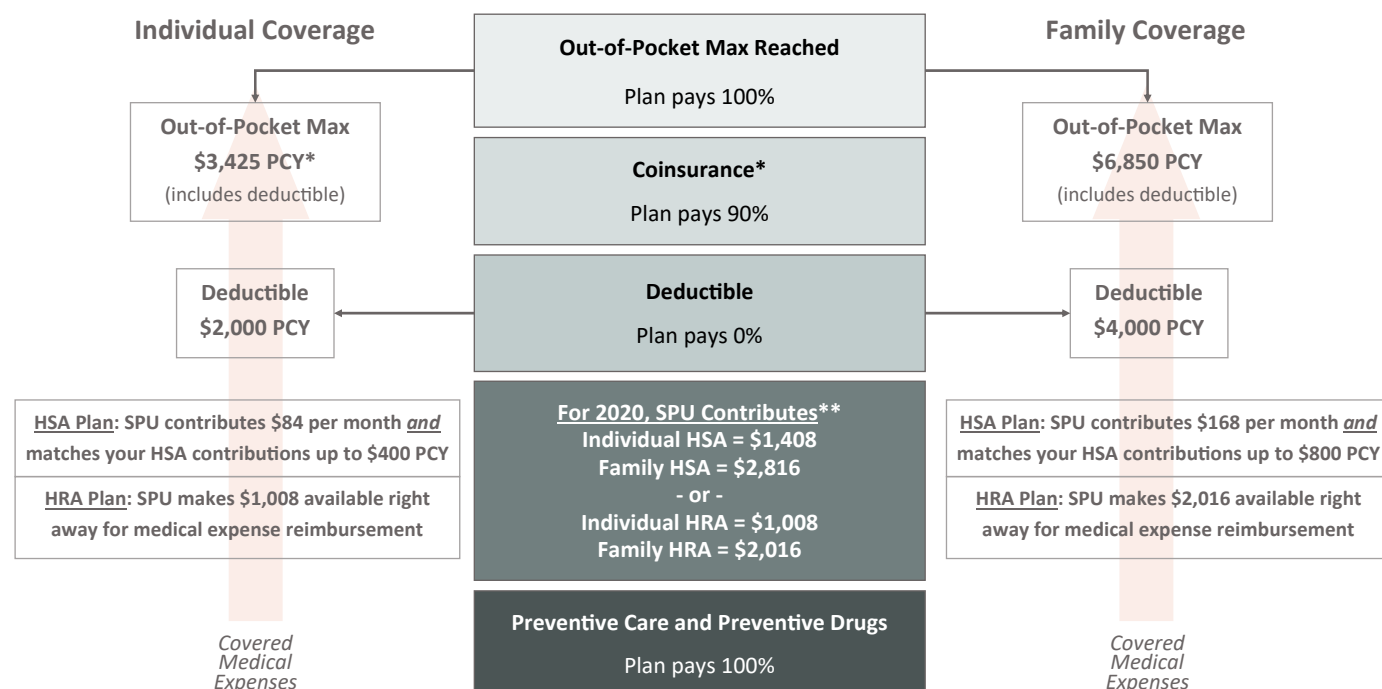 Individual Coverage
Out-of-Pocket Max
$3,425 PCY*
(includes deductible)
Deductible
$2,000 PCY
HSA Plan: SPU contributes $84 per month and
matches your HSA contributions up to $400 PCY
HRA Plan: SPU makes $1,008 available right
away for medical expense reimbursement
Covered
Medical
Expenses
Out-of-Pocket Max Reached
Plan pays 100%
Coinsurance*
Plan pays 90%
Deductible
Plan pays 0%
For 2020, SPU Contributes**
Individual HSA = $1,408
Family HSA = $2,816
- or -
Individual HRA = $1,008
Family HRA = $2,016
Preventive Care and Preventive Drugs
Plan pays 100%
Family Coverage
Out-of-Pocket Max
$6,850 PCY
(includes deductible)
Deductible
$4,000 PCY
HSA Plan: SPU contributes $168 per month and
matches your HSA contributions up to $800 PCY
HRA Plan: SPU makes $2,016 available right
away for medical expense reimbursement
Covered
Medical
Expenses